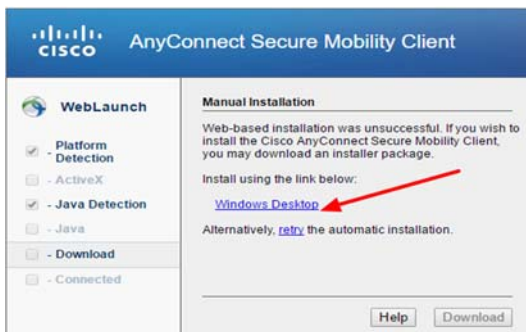 CISCO
AnyConnect Secure Mobility Client
WebLaunch
- Platform
Detection
- ActiveX
- Java Detection
- Java
- Download
- Connected
Manual Installation
Web-based installation was unsuccessful. If you wish to
install the Cisco AnyConnect Secure Mobility Client,
you may download an installer package.
Install using the link below:
Windows Desktop
Alternatively, retry the automatic installation.
Help
Download